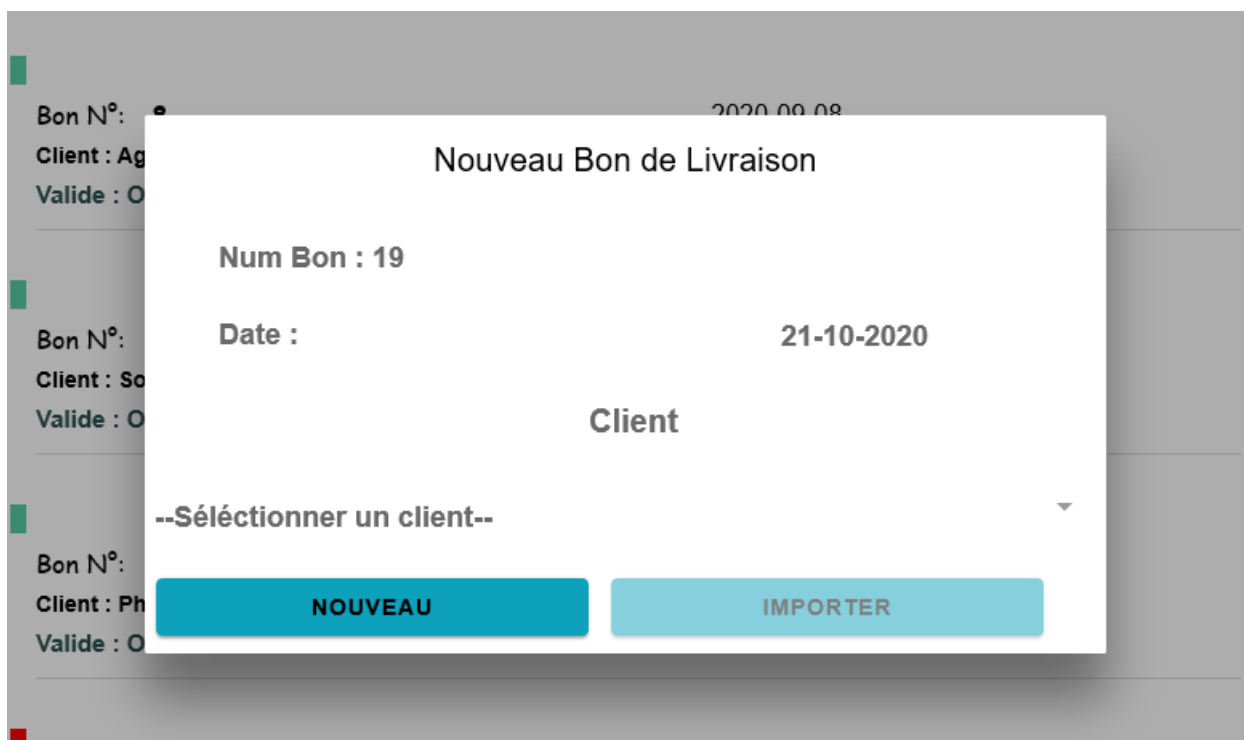 Bon N°:
2020-09-08
Client : Ag
Valide : O
Nouveau Bon de Livraison
Num Bon : 19
Date : 21-10-2020
Client
--Séléctionner un client--
NOUVEAU IMPORTER
Bon N°:
Client : So
Valide : O
Bon N°:
Client : Ph
Valide : O